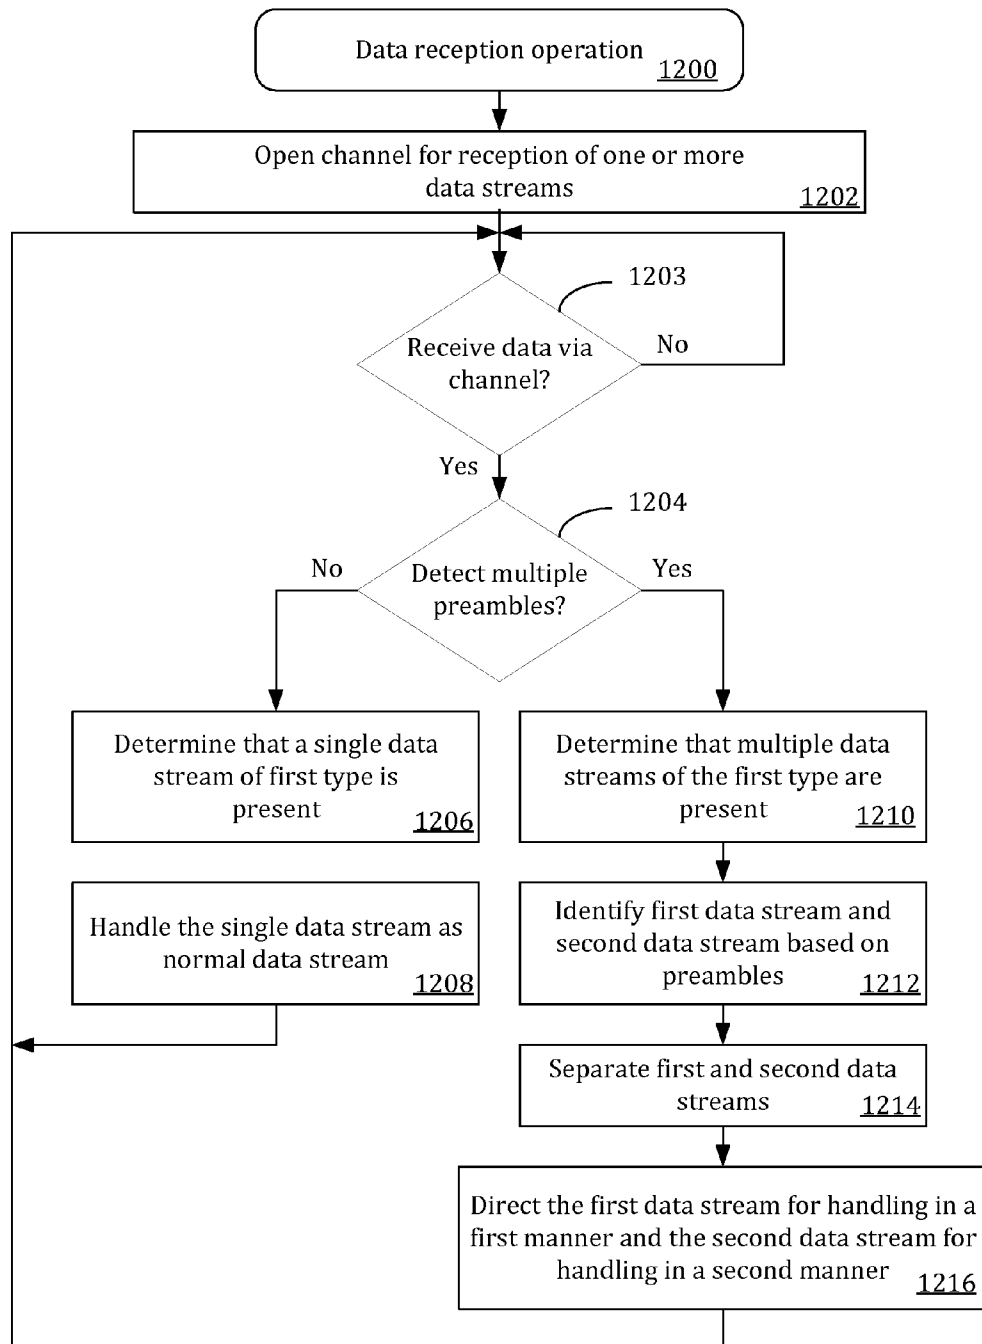 Data reception operation
1200
Open channel for reception of one or more
data streams
1202
1203
Receive data via
channel?
No
Yes
1204
Detect multiple
preambles?
No
Yes
Determine that a single data
stream of first type is
present
1206
Determine that multiple data
streams of the first type are
present
1210
Handle the single data stream as
normal data stream
1208
Identify first data stream and
second data stream based on
preambles
1212
Separate first and second data
streams
1214
Direct the first data stream for handling in a
first manner and the second data stream for
handling in a second manner
1216